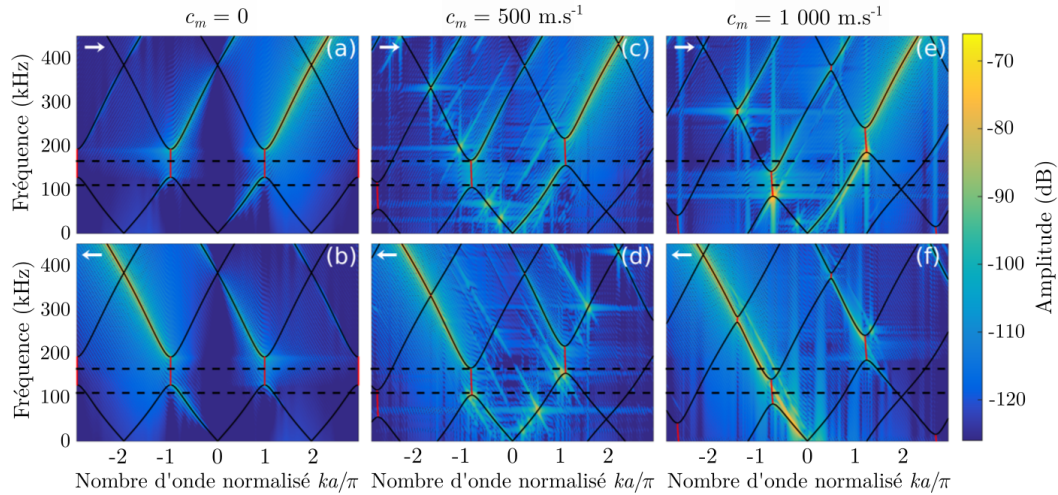 c_m = 0
c_m = 500 m.s⁻¹
c_m = 1 000 m.s⁻¹
(a)
(c)
(e)
Fréquence (kHz)
400
300
200
100
0
(b)
(d)
(f)
Fréquence (kHz)
400
300
200
100
0
-2 -1 0 1 2
-2 -1 0 1 2
-2 -1 0 1 2
Nombre d'onde normalisé ka/π
Nombre d'onde normalisé ka/π
Nombre d'onde normalisé ka/π
-70
-80
-90
-100
-110
-120
Amplitude (dB)